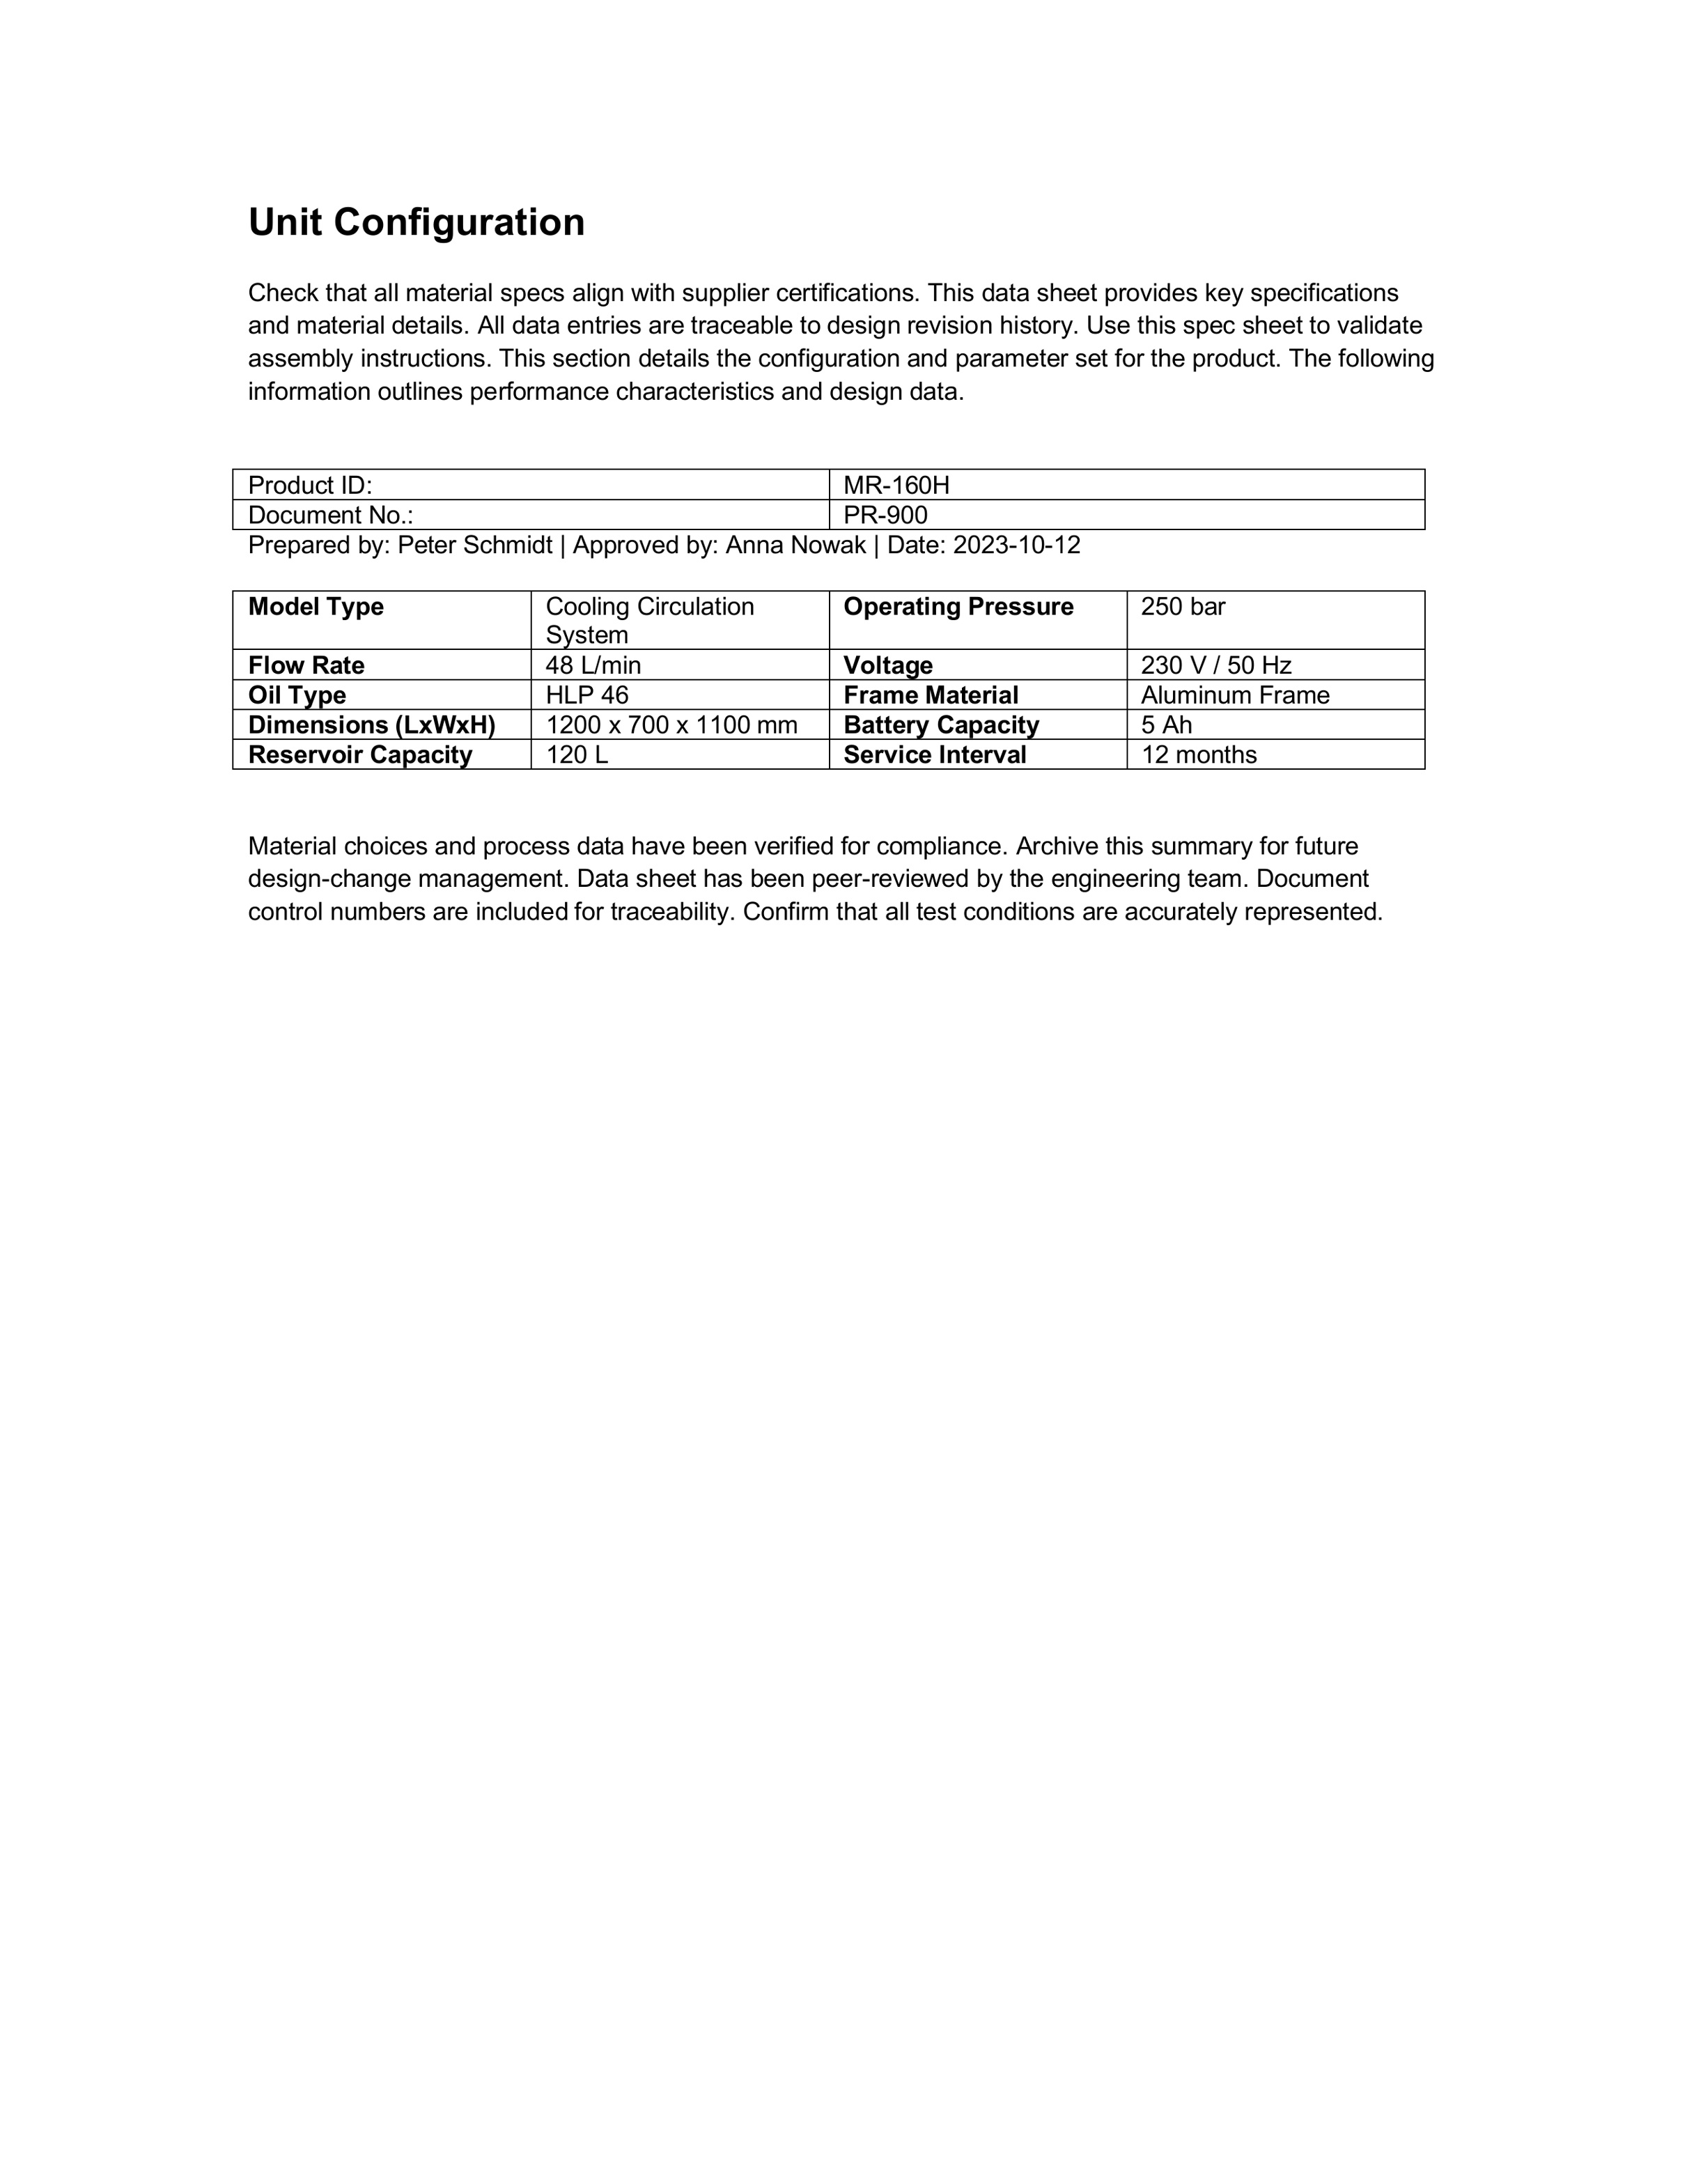 Unit Configuration
Check that all material specs align with supplier certifications. This data sheet provides key specifications
and material details. All data entries are traceable to design revision history. Use this spec sheet to validate
assembly instructions. This section details the configuration and parameter set for the product. The following
information outlines performance characteristics and design data.
Product ID: MR-160H
Document No.: PR-900
Prepared by: Peter Schmidt | Approved by: Anna Nowak | Date: 2023-10-12
Model Type Cooling Circulation System Operating Pressure 250 bar
Flow Rate 48 L/min Voltage 230 V / 50 Hz
Oil Type HLP 46 Frame Material Aluminum Frame
Dimensions (LxWxH) 1200 x 700 x 1100 mm Battery Capacity 5 Ah
Reservoir Capacity 120 L Service Interval 12 months
Material choices and process data have been verified for compliance. Archive this summary for future
design-change management. Data sheet has been peer-reviewed by the engineering team. Document
control numbers are included for traceability. Confirm that all test conditions are accurately represented.